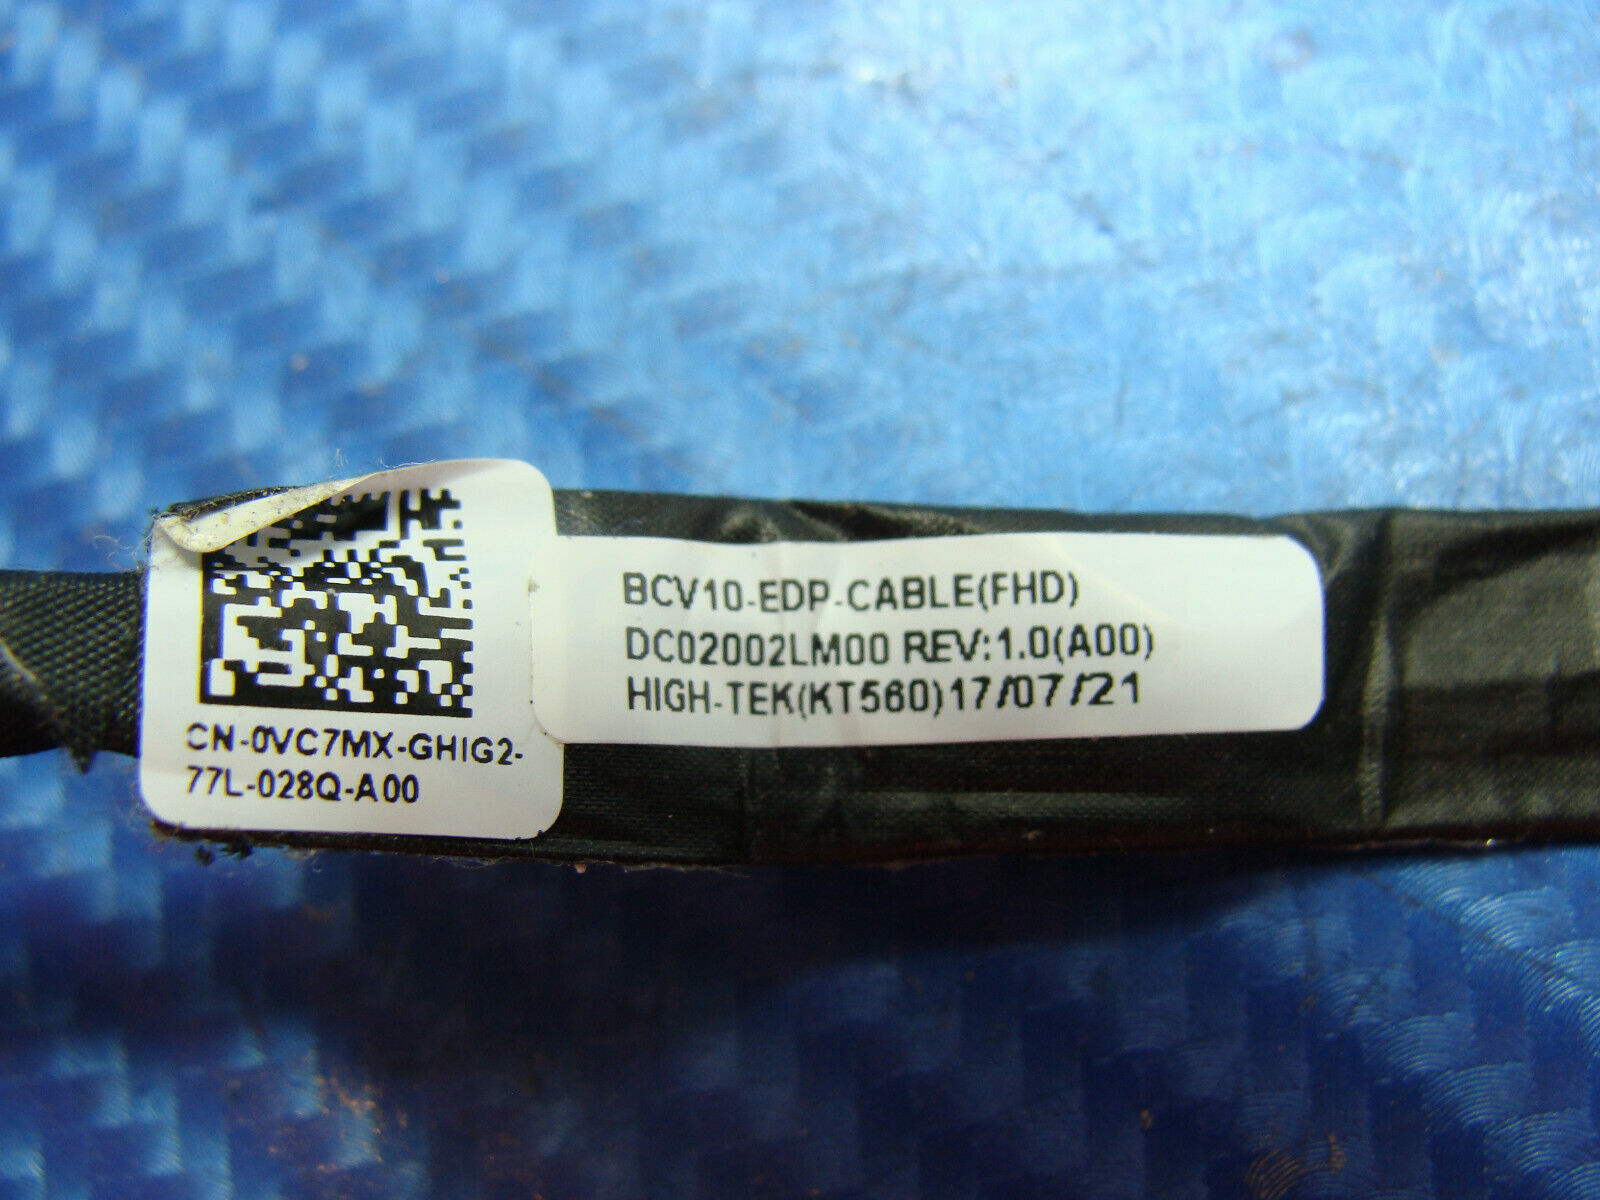 CN-0VC7MX-GHIG2-
77L-028Q-A00
BCV10-EDP-CABLE(FHD)
DC02002LM00 REV:1.0(A00)
HIGH-TEK(KT560)17/07/21